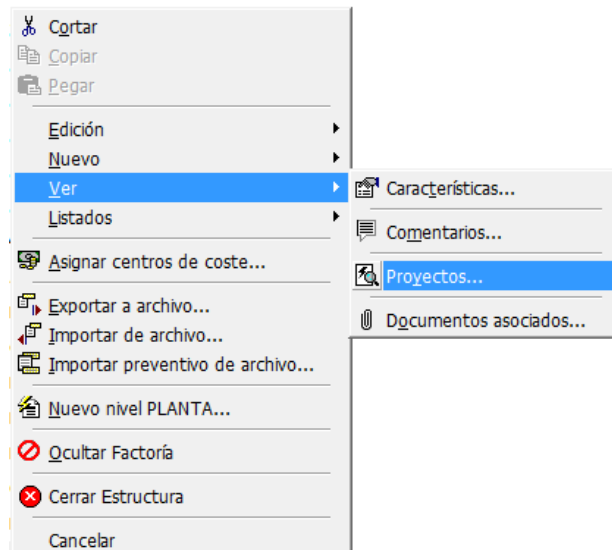 Cortar
Copiar
Pegar
Edición
Nuevo
Ver
Listados
Asignar centros de coste...
Exportar a archivo...
Importar de archivo...
Importar preventivo de archivo...
Nuevo nivel PLANTA...
Ocultar Factoría
Cerrar Estructura
Cancelar
Características...
Comentarios...
Proyectos...
Documentos asociados...